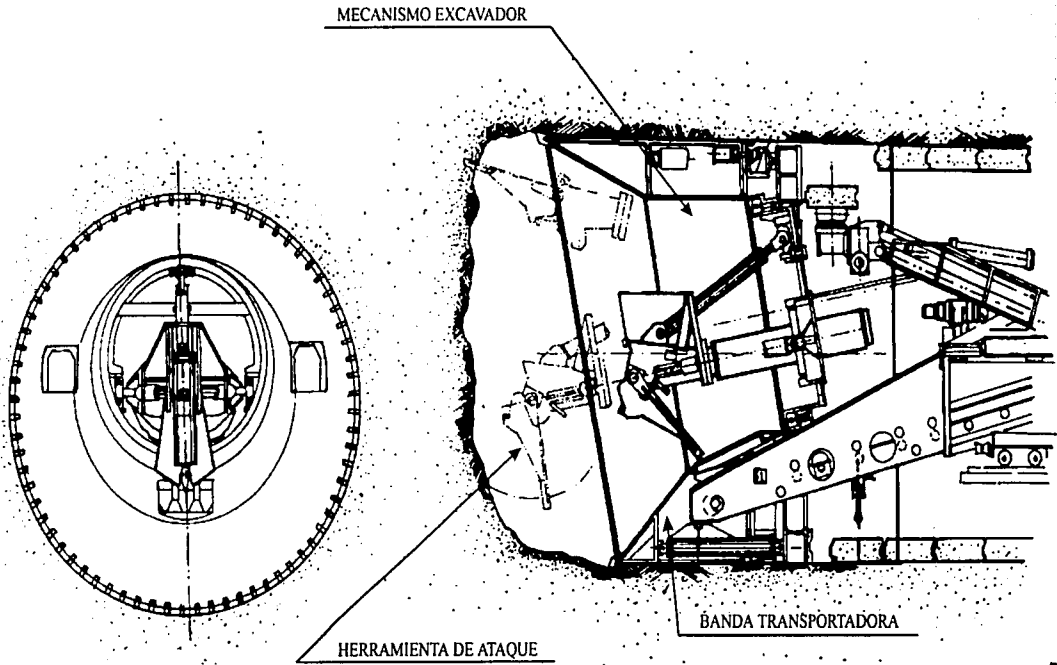 MECANISMO EXCAVADOR
BANDA TRANSPORTADORA
HERRAMIENTA DE ATAQUE